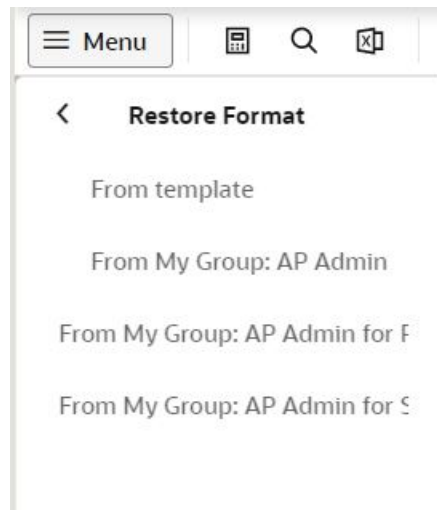 Menu
Restore Format
From template
From My Group: AP Admin
From My Group: AP Admin for
From My Group: AP Admin for